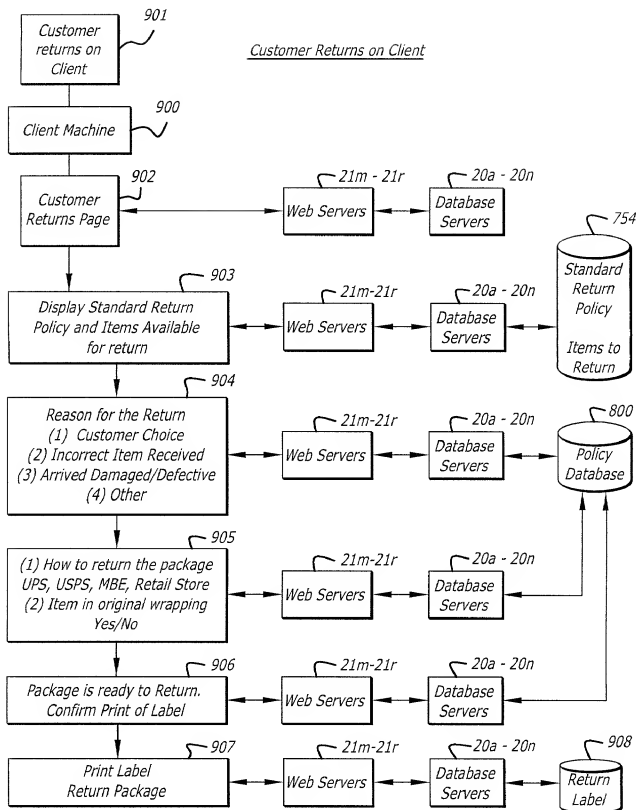 901
Customer
returns on
Client
Customer Returns on Client
900
Client Machine
902
Customer
Returns Page
21m - 21r
Web Servers
20a - 20n
Database
Servers
754
Standard
Return
Policy
Items to
Return
903
Display Standard Return
Policy and Items Available
for return
21m-21r
Web Servers
20a - 20n
Database
Servers
904
Reason for the Return
(1) Customer Choice
(2) Incorrect Item Received
(3) Arrived Damaged/Defective
(4) Other
21m-21r
Web Servers
20a - 20n
Database
Servers
800
Policy
Database
905
(1) How to return the package
UPS, USPS, MBE, Retail Store
(2) Item in original wrapping
Yes/No
21m-21r
Web Servers
20a - 20n
Database
Servers
906
Package is ready to Return.
Confirm Print of Label
21m-21r
Web Servers
20a - 20n
Database
Servers
907
Print Label
Return Package
21m-21r
Web Servers
20a - 20n
Database
Servers
908
Return
Label